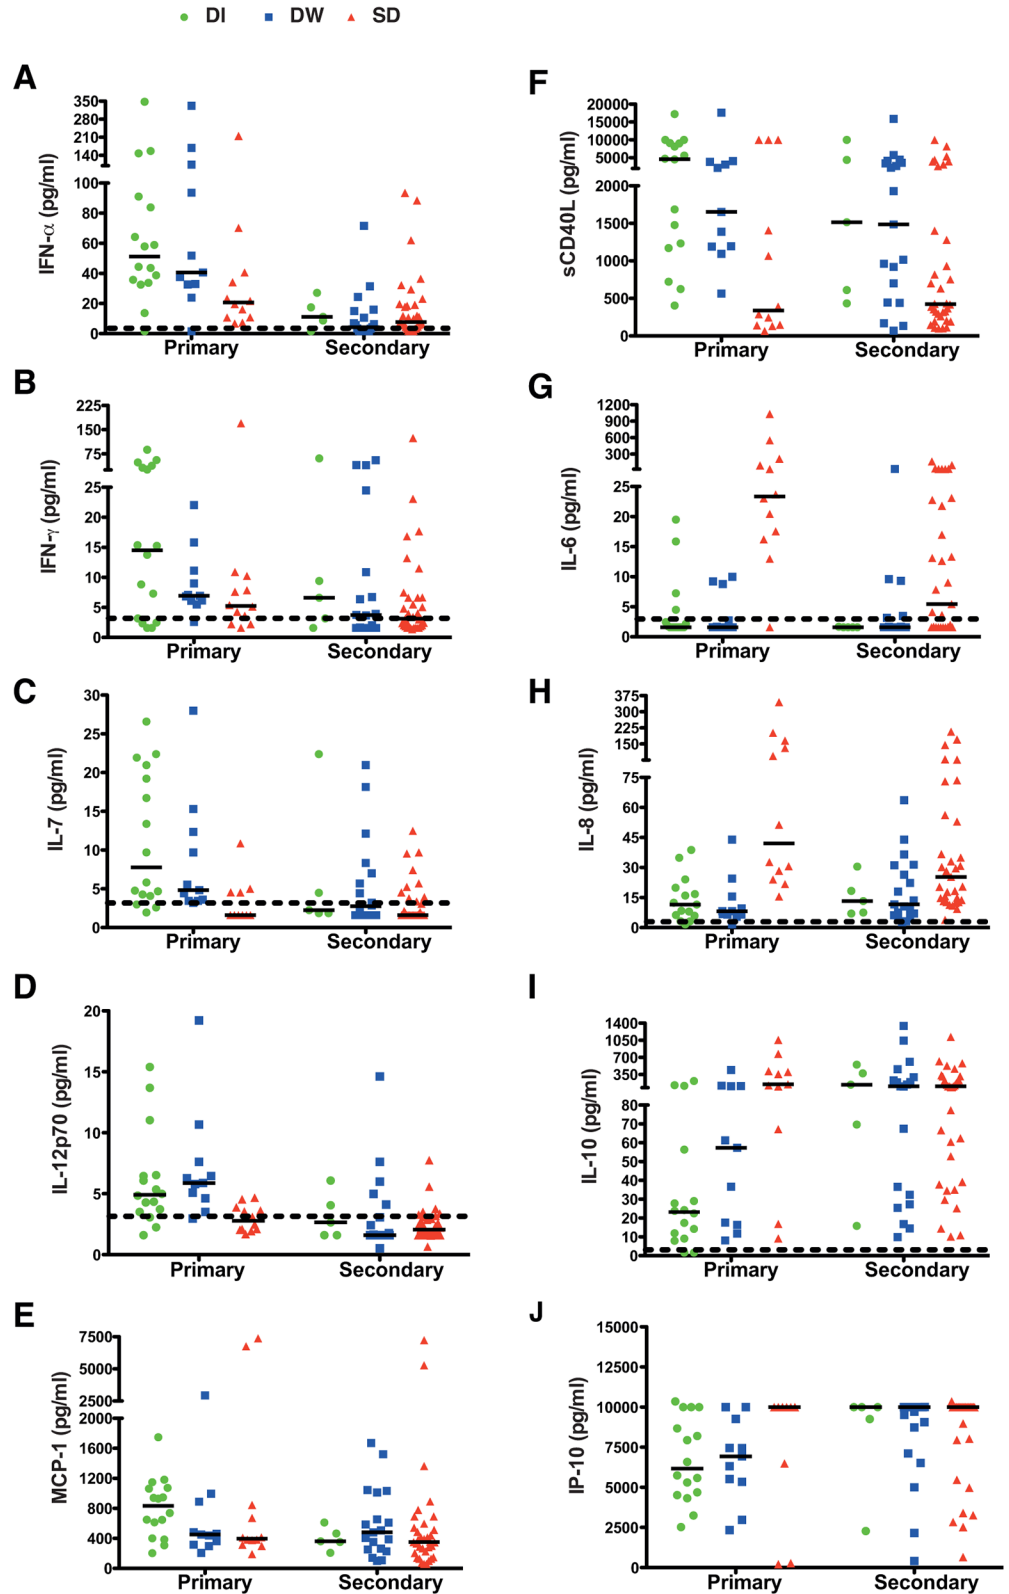 DI DW SD
A
IFN-α (pg/ml)
350
280
210
140
100
80
60
40
20
0
Primary Secondary
B
IFN-γ (pg/ml)
225
150
75
25
20
15
10
5
0
Primary Secondary
C
IL-7 (pg/ml)
30
25
20
15
10
5
0
Primary Secondary
D
IL-12p70 (pg/ml)
20
15
10
5
0
Primary Secondary
E
MCP-1 (pg/ml)
7500
5000
2500
2000
1600
1200
800
400
0
Primary Secondary
F
sCD40L (pg/ml)
20000
15000
10000
5000
2000
1500
1000
500
0
Primary Secondary
G
IL-6 (pg/ml)
1200
900
600
300
25
20
15
10
5
0
Primary Secondary
H
IL-8 (pg/ml)
375
300
225
150
75
60
45
30
15
0
Primary Secondary
I
IL-10 (pg/ml)
1400
1050
700
350
80
70
60
50
40
30
20
10
0
Primary Secondary
J
IP-10 (pg/ml)
15000
12500
10000
7500
5000
2500
0
Primary Secondary